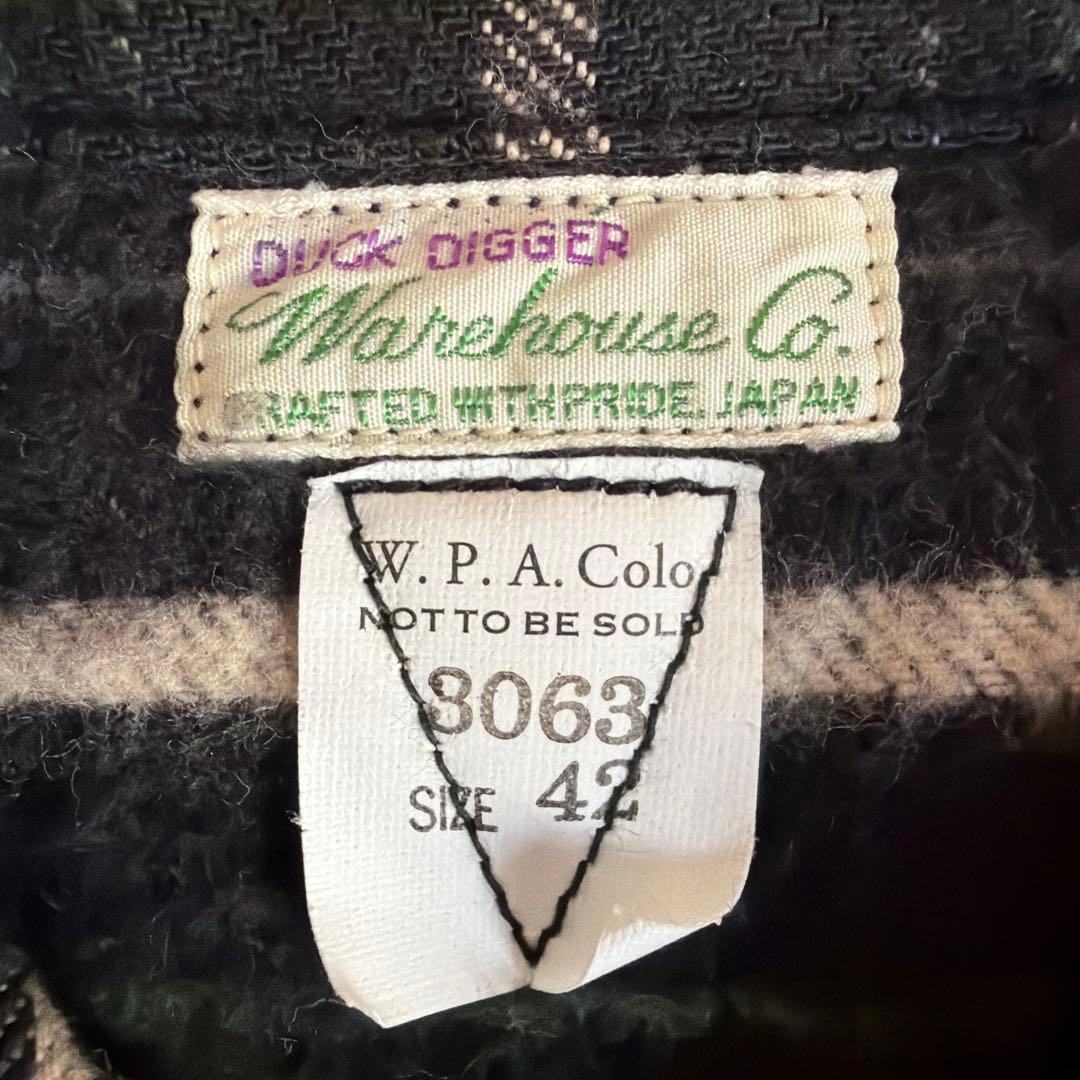 DUCK DIGGER
Warehouse Co.
CRAFTED WITH PRIDE. JAPAN
W. P. A. Colo
NOT TO BE SOLD
3063
SIZE 42